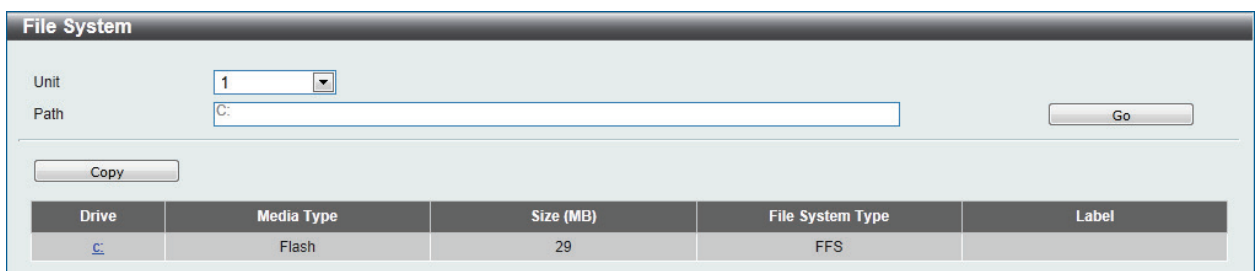 File System
Unit 1
Path C: Go
Copy
Drive Media Type Size (MB) File System Type Label
c: Flash 29 FFS